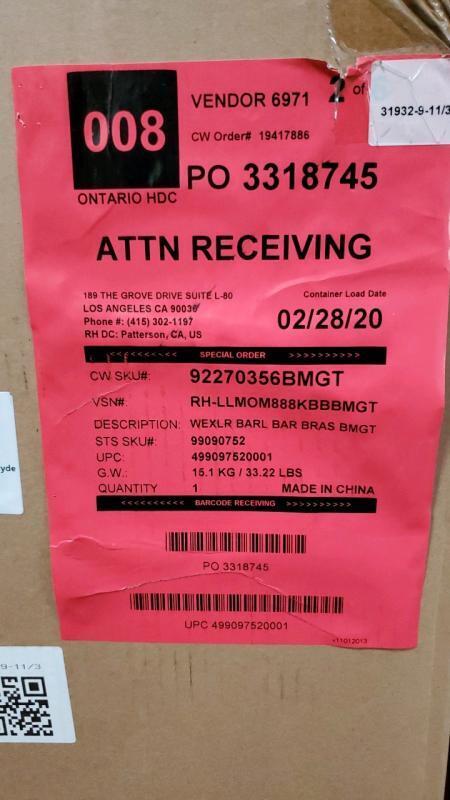 008
VENDOR 6971
2 of
31932-9-11/3
CW Order# 19417886
PO 3318745
ONTARIO HDC
ATTN RECEIVING
189 THE GROVE DRIVE SUITE L-80
LOS ANGELES CA 90036
Phone #: (415) 302-1197
RH DC: Patterson, CA, US
Container Load Date
02/28/20
<<<<<<<<<< SPECIAL ORDER >>>>>>>>>>
CW SKU#: 92270356BMGT
VSN#: RH-LLMOM888KBBBMGT
DESCRIPTION: WEXLR BARL BAR BRAS BMGT
STS SKU#: 99090752
UPC: 499097520001
G.W.: 15.1 KG / 33.22 LBS
QUANTITY 1 MADE IN CHINA
<<<<<<<<<< BARCODE RECEIVING >>>>>>>>>>
PO 3318745
UPC 499097520001
v11012013
yde
9-11/3